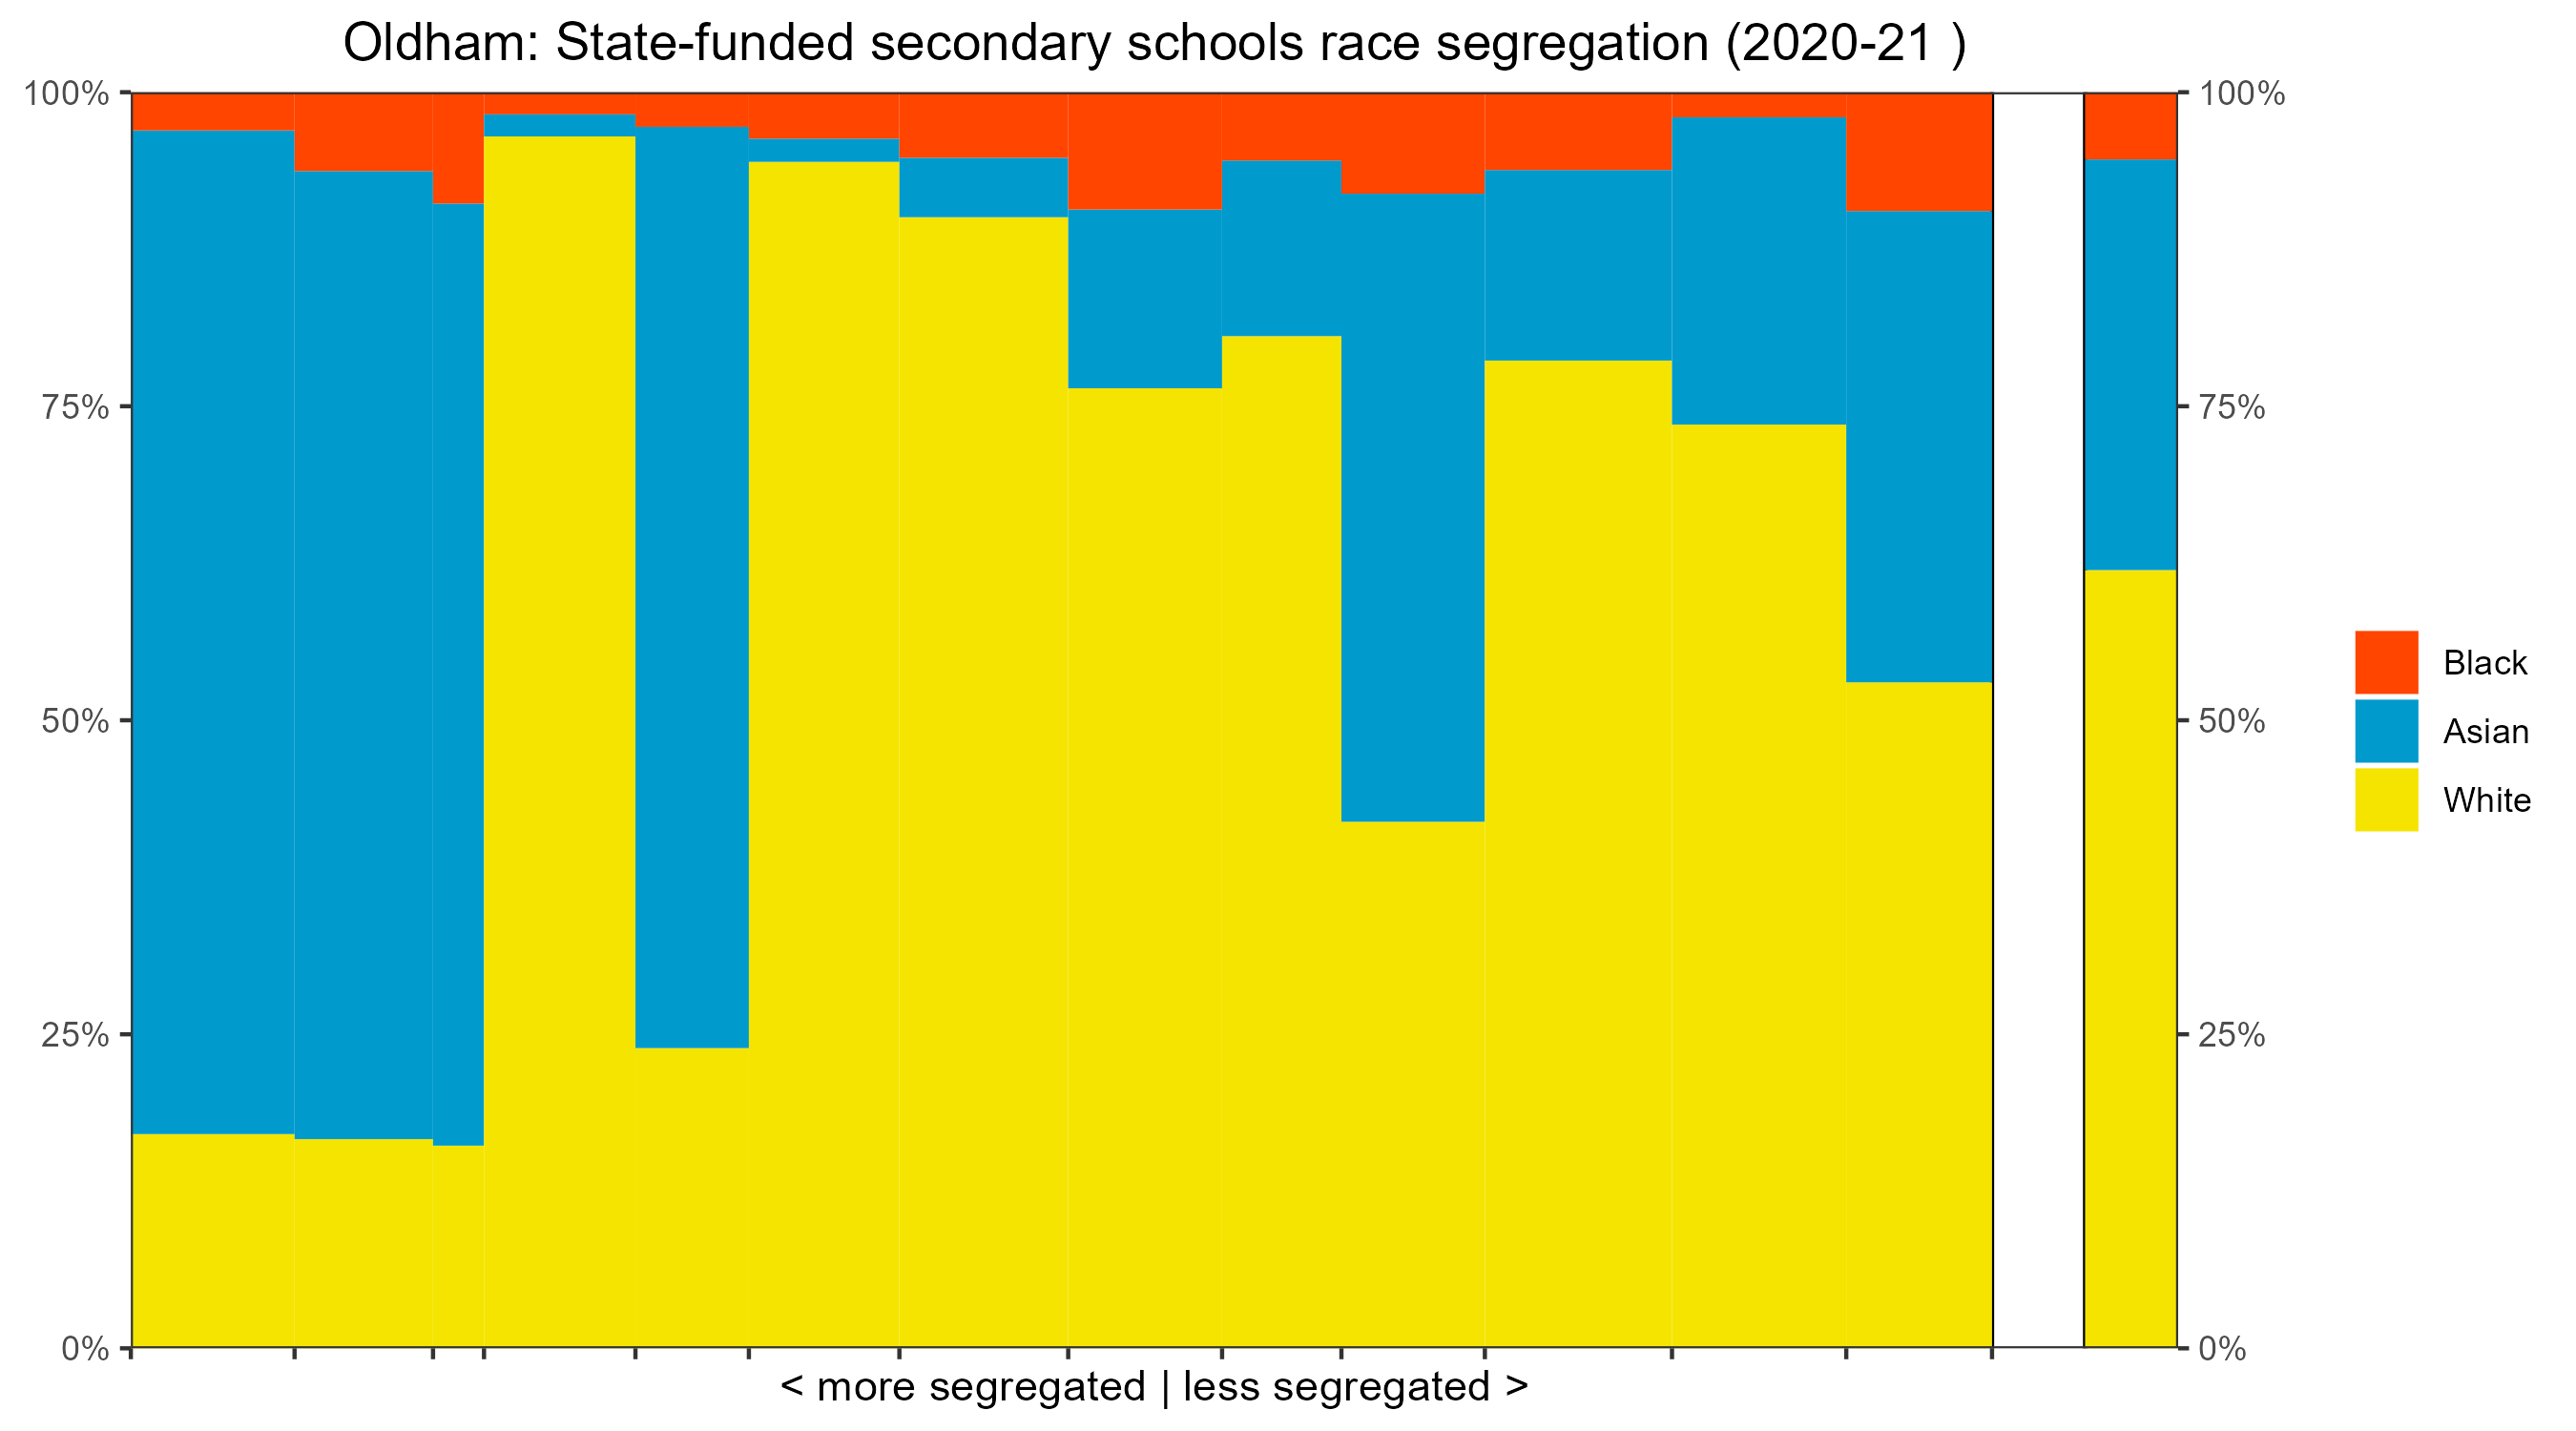 Oldham: State-funded secondary schools race segregation (2020-21 )
100%
75%
50%
25%
0%
100%
75%
50%
25%
0%
Black
Asian
White
< more segregated | less segregated >